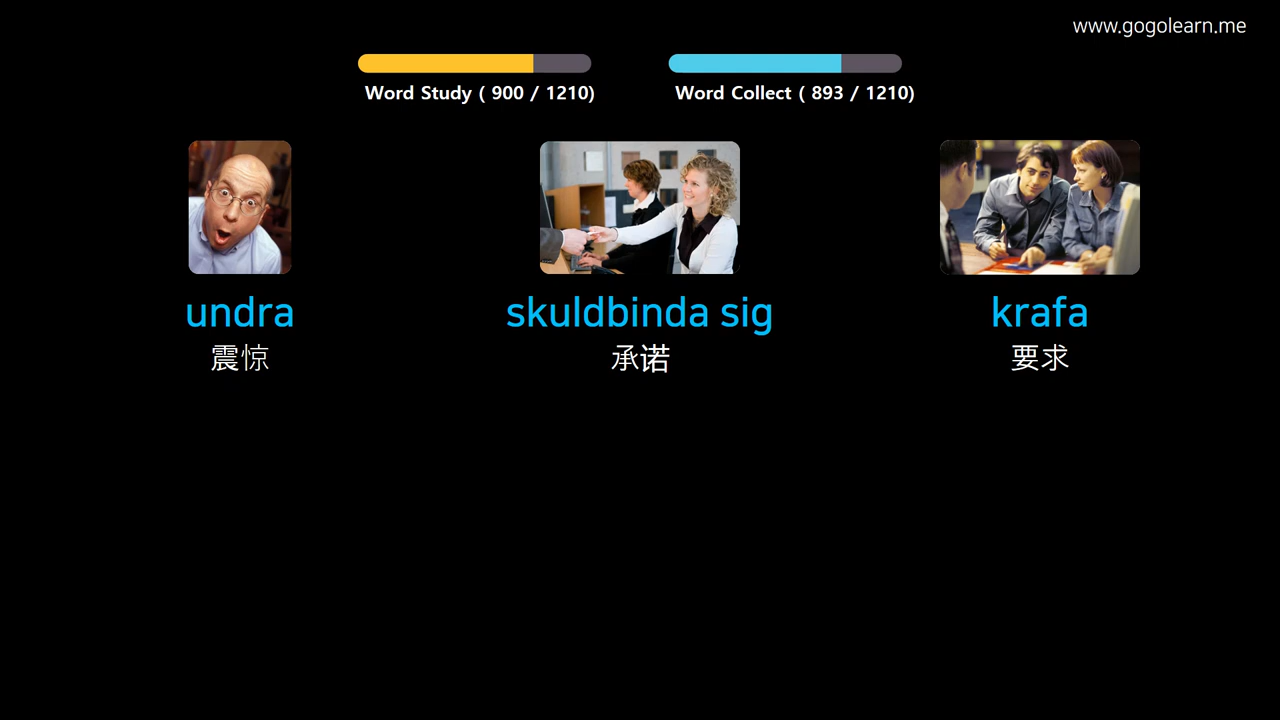 www.gogolearn.me
Word Study ( 900 / 1210)
Word Collect ( 893 / 1210)
undra
震惊
skuldbinda sig
承诺
krafa
要求